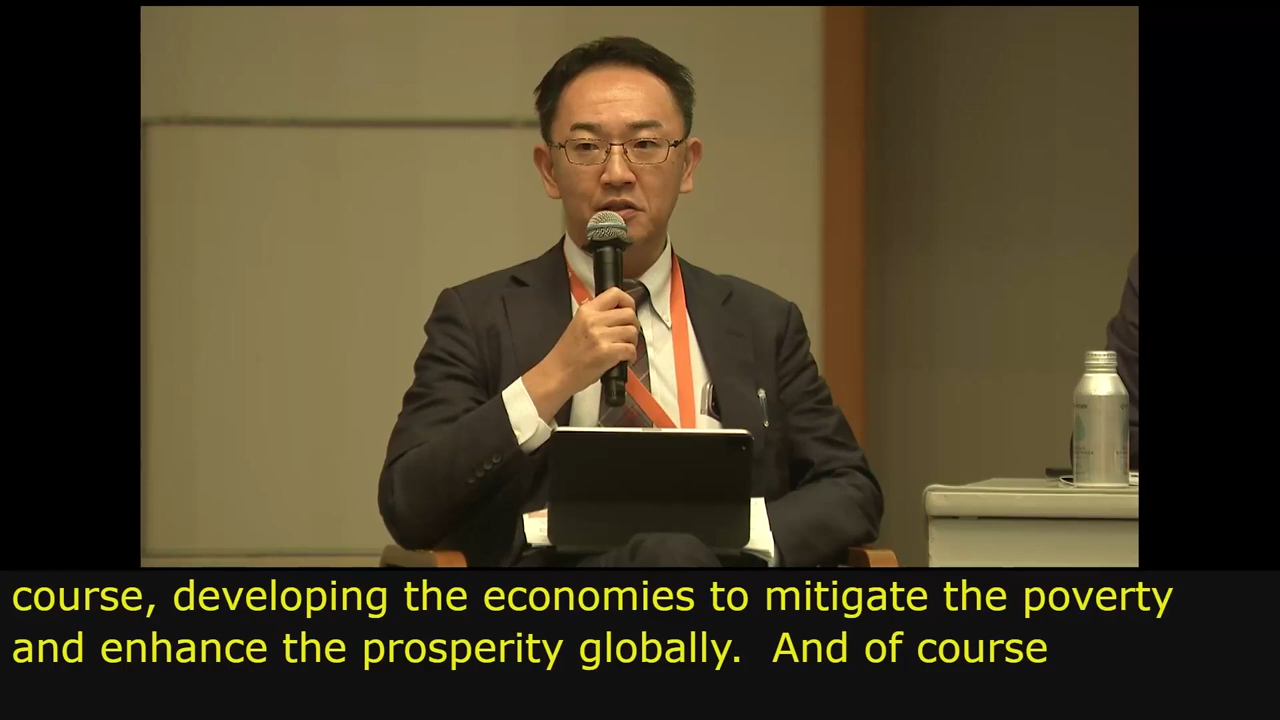 course, developing the economies to mitigate the poverty
and enhance the prosperity globally.  And of course